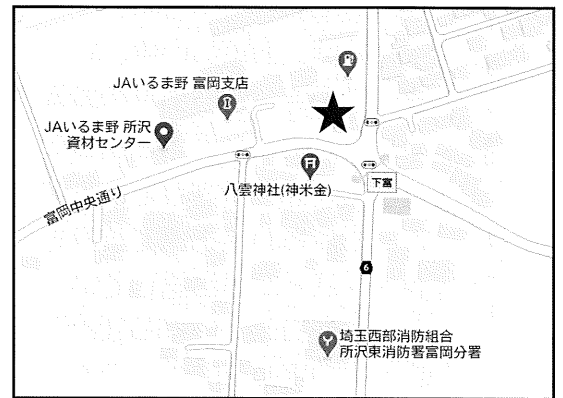 JAいるま野 富岡支店
JAいるま野 所沢
資材センター
八雲神社(神米金)
下富
富岡中央通り
6
埼玉西部消防組合
所沢東消防署富岡分署